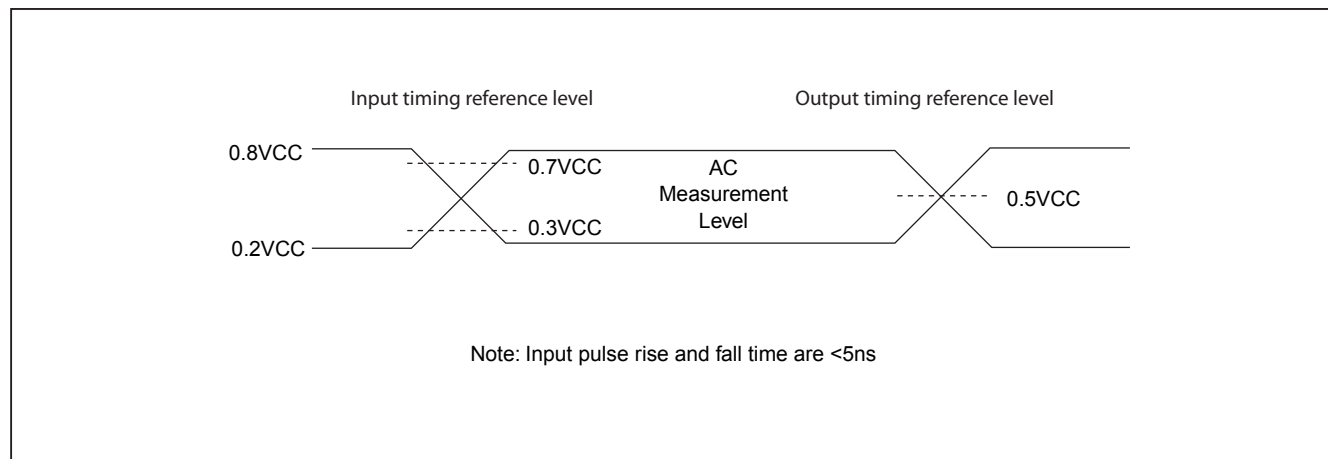 Input timing reference level
Output timing reference level
0.8VCC
0.7VCC
AC
Measurement
Level
0.5VCC
0.3VCC
0.2VCC
Note: Input pulse rise and fall time are <5ns